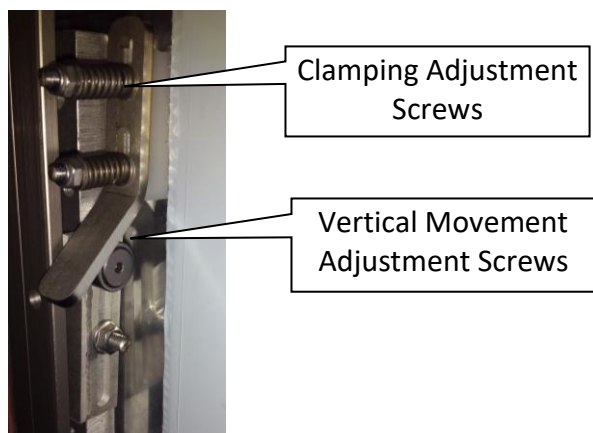 Clamping Adjustment
Screws
Vertical Movement
Adjustment Screws